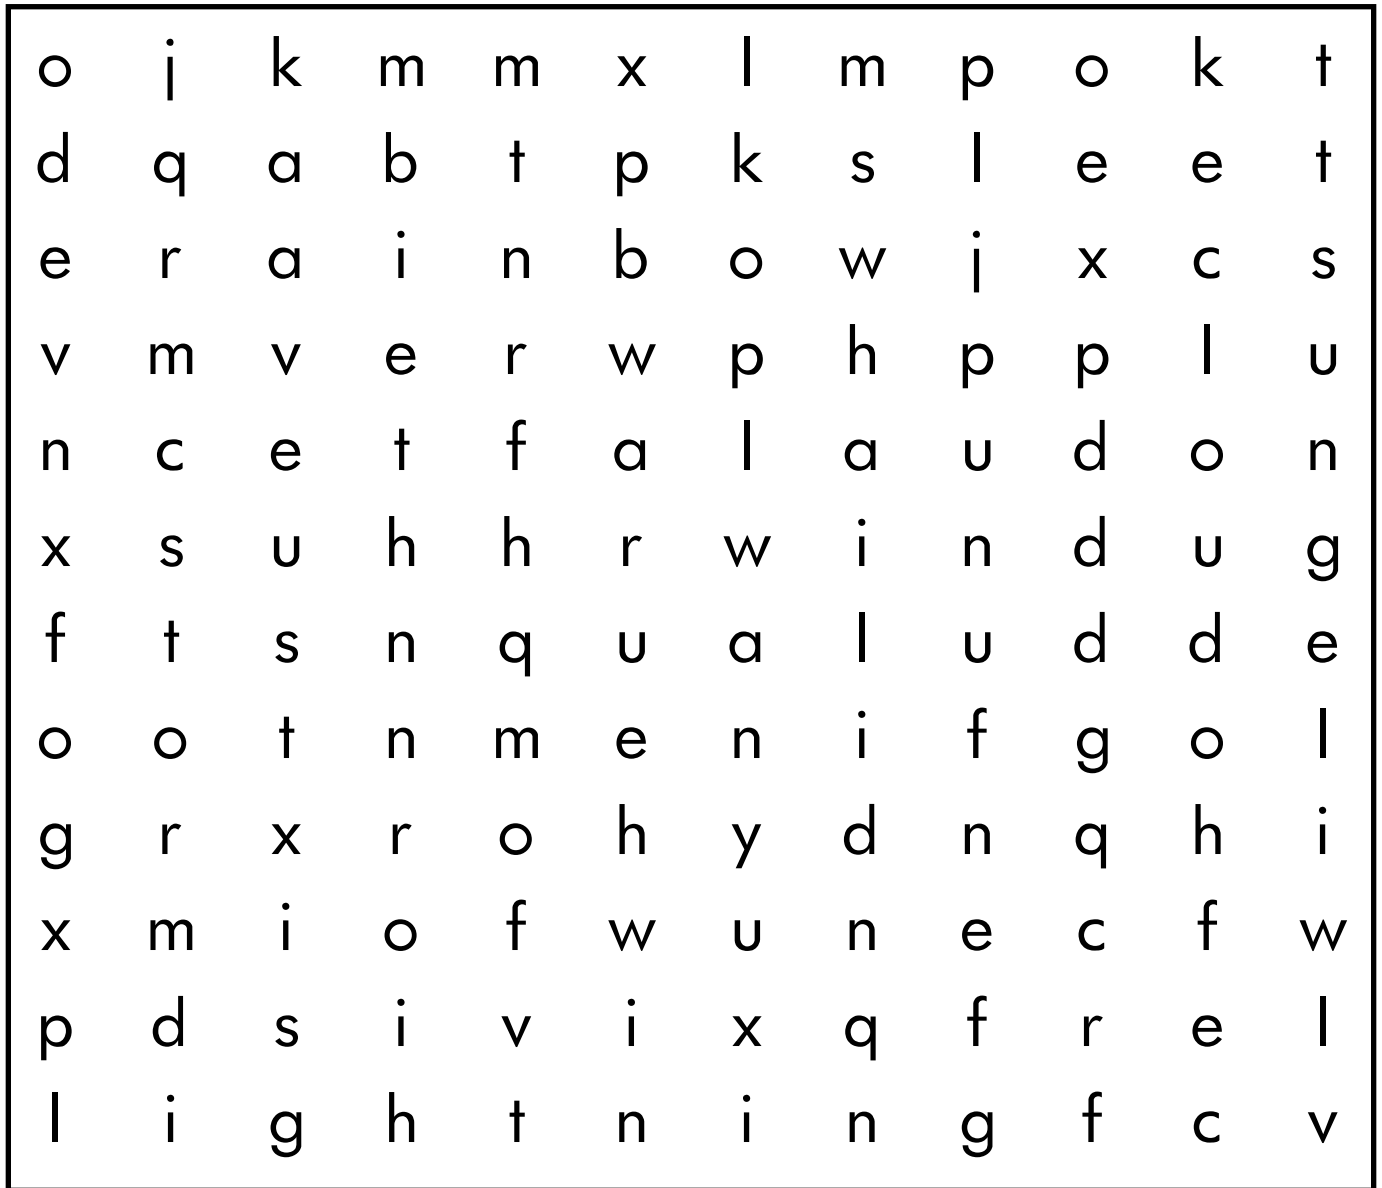 o j k m m x l m p o k t
d q a b t p k s l e e t
e r a i n b o w j x c s
v m v e r w p h p p l u
n c e t f a l a u d o n
x s u h h r w i n d u g
f t s n q u a l u d d e
o o t n m e n i f g o l
g r x r o h y d n q h i
x m i o f w u n e c f w
p d s i v i x q f r e l
l i g h t n i n g f c v